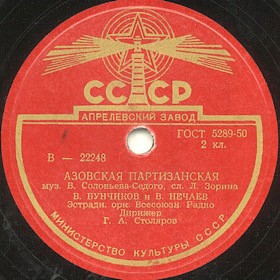 СССР
АПРЕЛЕВСКИЙ ЗАВОД
ГОСТ 5289-50
2 кл.
В — 22248
АЗОВСКАЯ ПАРТИЗАНСКАЯ
муз. В. Соловьева-Седого, сл. Л. Зорина
В. БУНЧИКОВ и В. НЕЧАЕВ
Эстрадн. орк. Всесоюзн. Радио
Дирижер
Г. А. Столяров
МИНИСТЕРСТВО КУЛЬТУРЫ СССР